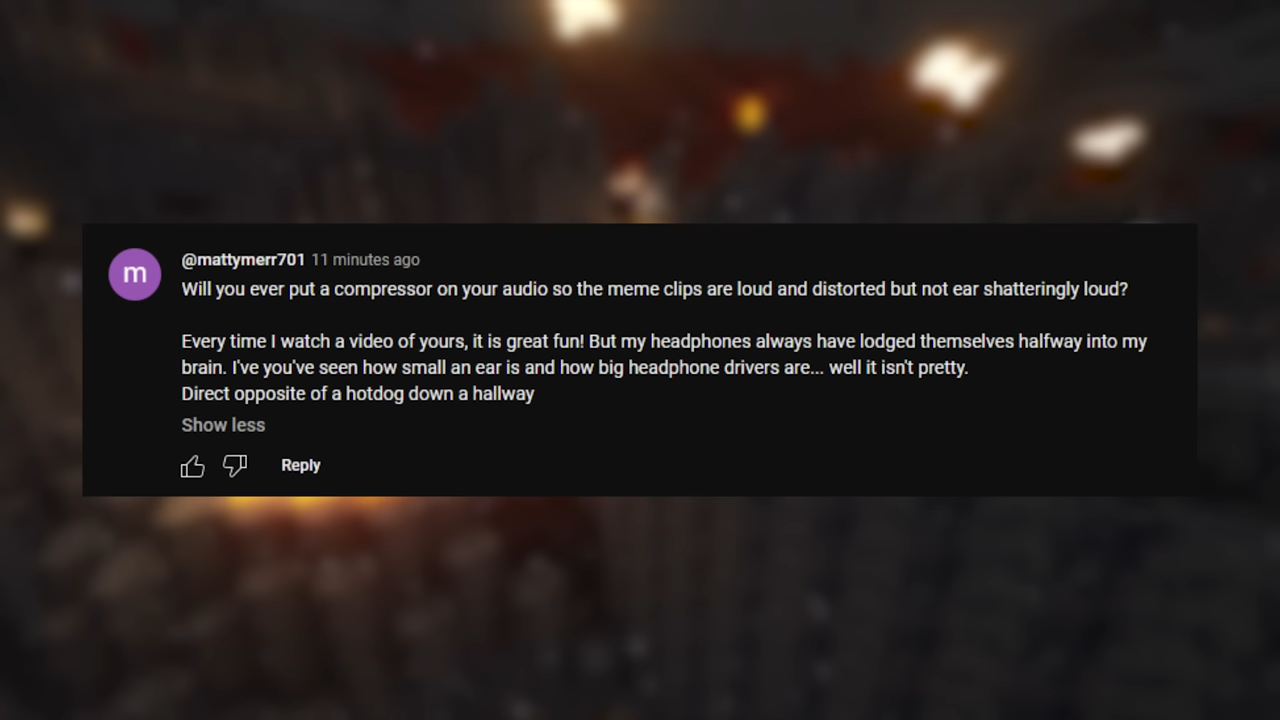 m
@mattymerr701 11 minutes ago
Will you ever put a compressor on your audio so the meme clips are loud and distorted but not ear shatteringly loud?
Every time I watch a video of yours, it is great fun! But my headphones always have lodged themselves halfway into my
brain. I've you've seen how small an ear is and how big headphone drivers are... well it isn't pretty.
Direct opposite of a hotdog down a hallway
Show less
Reply